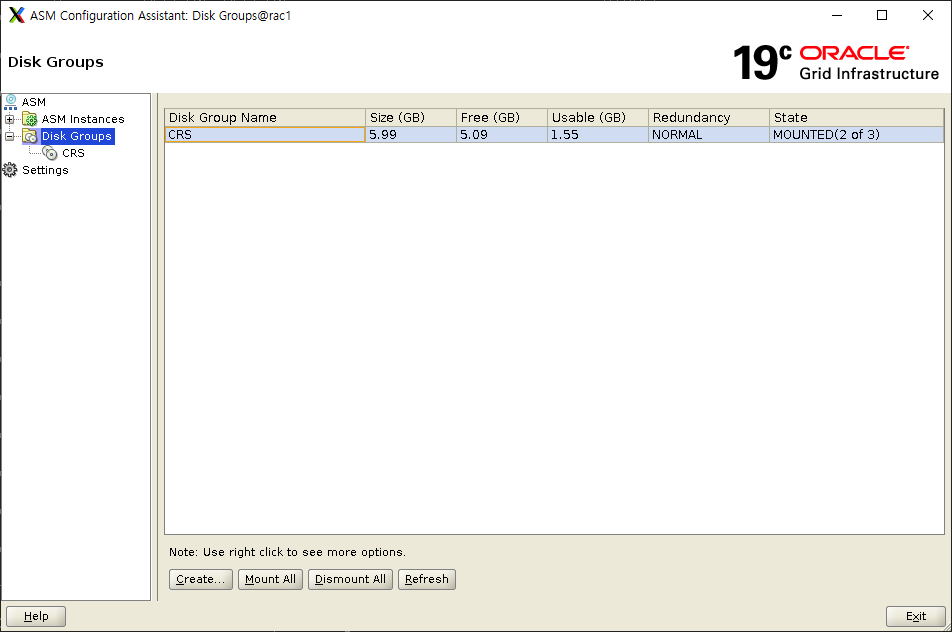 ASM Configuration Assistant: Disk Groups@rac1
Disk Groups
19c ORACLE
Grid Infrastructure
ASM
ASM Instances
Disk Groups
CRS
Settings
Disk Group Name Size (GB) Free (GB) Usable (GB) Redundancy State
CRS 5.99 5.09 1.55 NORMAL MOUNTED(2 of 3)
Note: Use right click to see more options.
Create... Mount All Dismount All Refresh
Help Exit